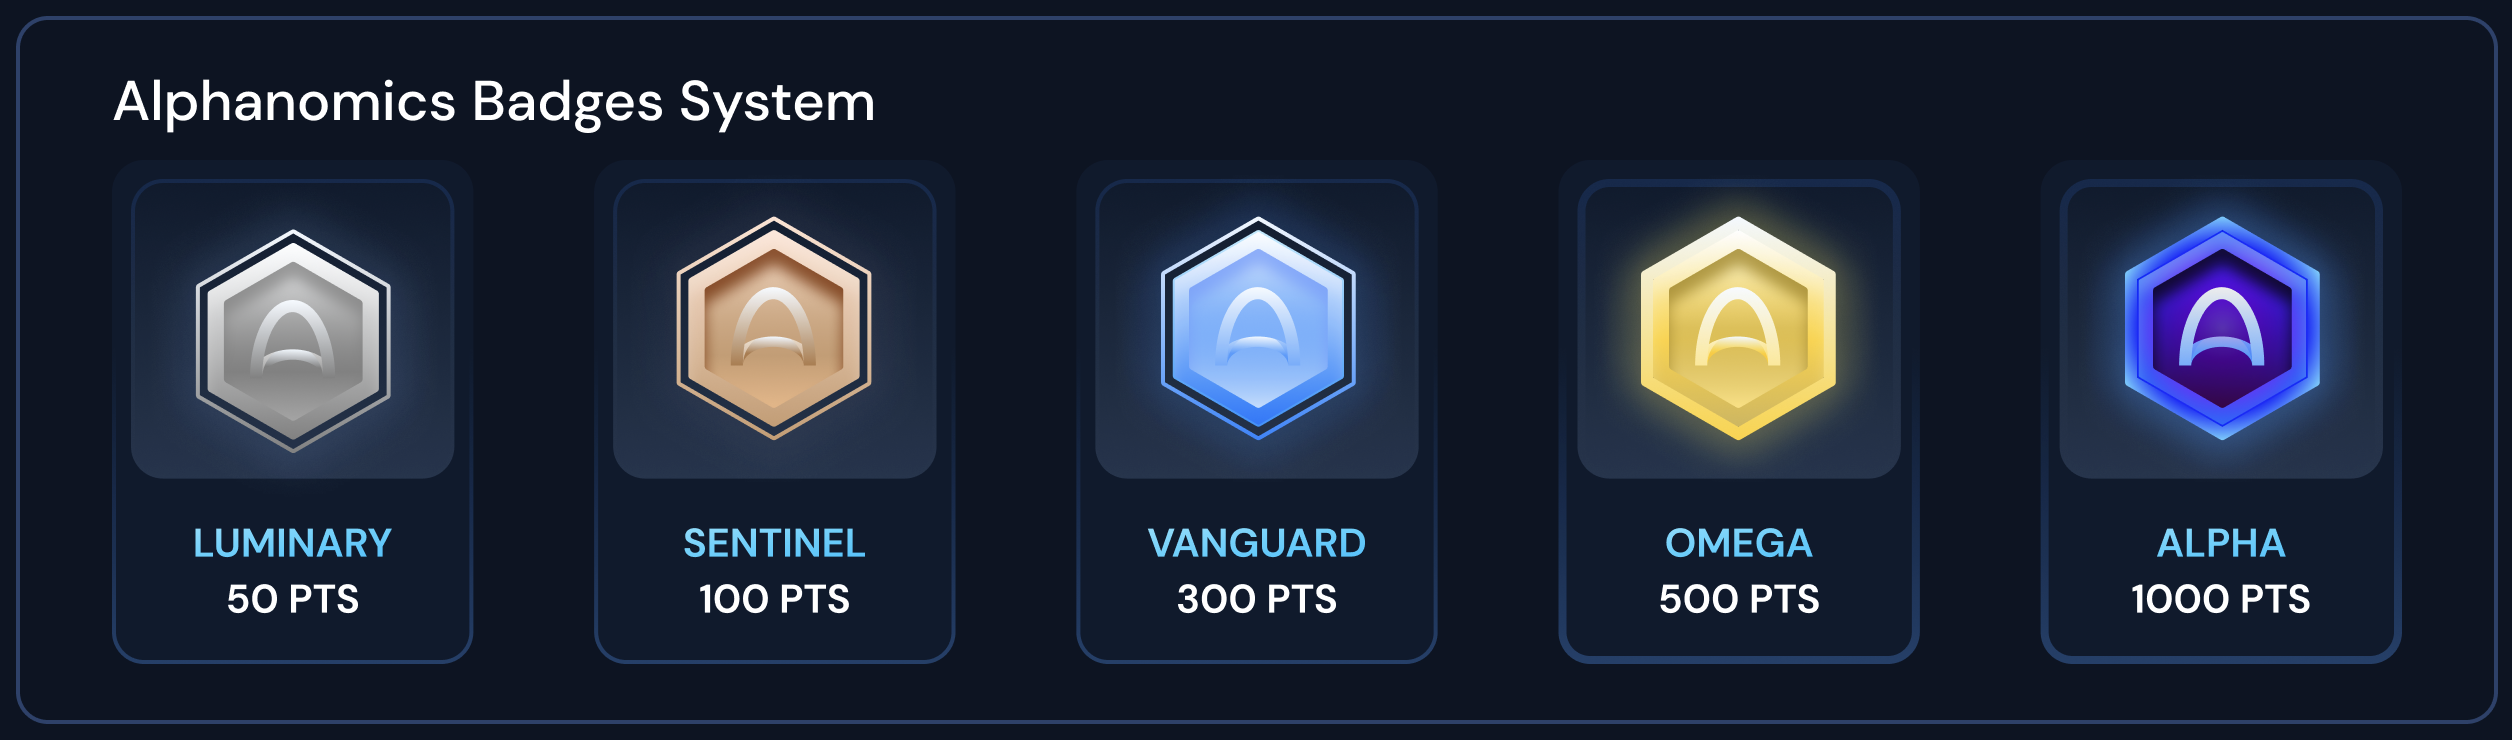 Alphanomics Badges System
LUMINARY
50 PTS
SENTINEL
100 PTS
VANGUARD
300 PTS
OMEGA
500 PTS
ALPHA
1000 PTS